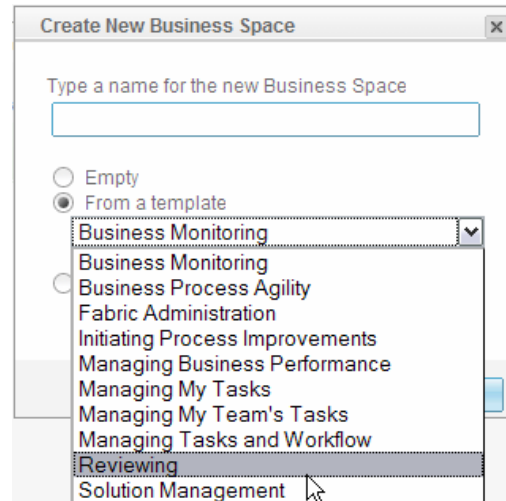 Create New Business Space
Type a name for the new Business Space
Empty
From a template
Business Monitoring
Business Monitoring
Business Process Agility
Fabric Administration
Initiating Process Improvements
Managing Business Performance
Managing My Tasks
Managing My Team's Tasks
Managing Tasks and Workflow
Reviewing
Solution Management